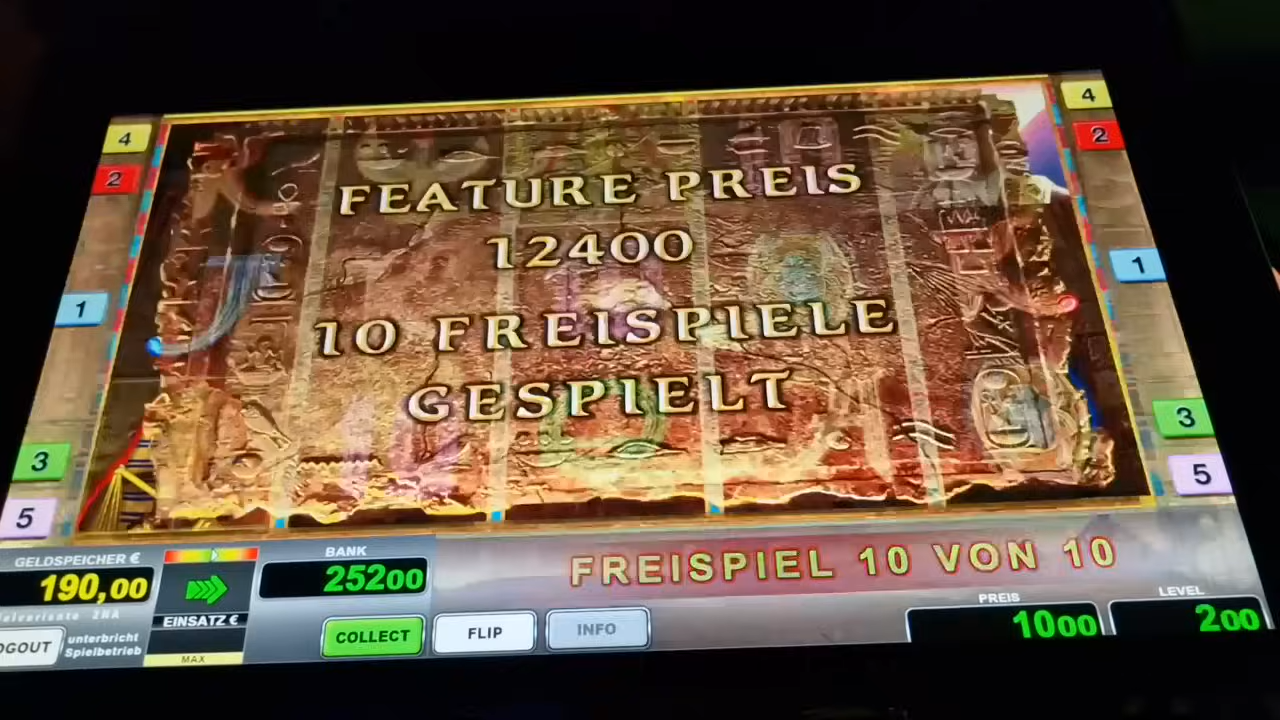 4
4
2
2
FEATURE PREIS
12400
1
1
10 FREISPIELE
GESPIELT
3
3
5
5
GELDSPEICHER €
190,00
BANK
25200
FREISPIEL 10 VON 10
EINSATZ €
MAX
unterbricht
Spielbetrieb
COLLECT
FLIP
INFO
PREIS
1000
LEVEL
200